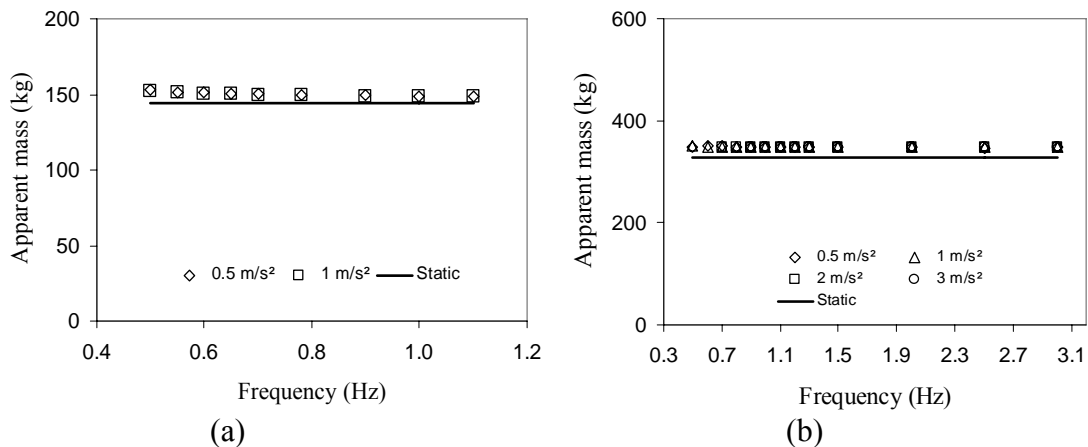 200
150
100
50
0
Apparent mass (kg)
0.5 m/s² 1 m/s² Static
0.4 0.6 0.8 1.0 1.2
Frequency (Hz)
(a)
600
400
200
0
Apparent mass (kg)
0.5 m/s² 1 m/s²
2 m/s² 3 m/s²
Static
0.3 0.7 1.1 1.5 1.9 2.3 2.7 3.1
Frequency (Hz)
(b)